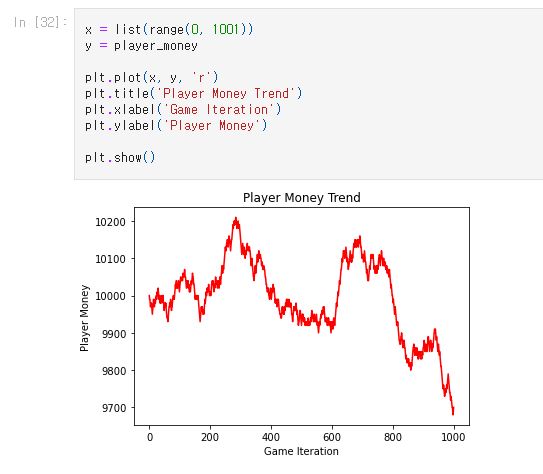 In [32]:
x = list(range(0, 1001))
y = player_money
plt.plot(x, y, 'r')
plt.title('Player Money Trend')
plt.xlabel('Game Iteration')
plt.ylabel('Player Money')
plt.show()
Player Money Trend
Player Money
10200
10100
10000
9900
9800
9700
0 200 400 600 800 1000
Game Iteration